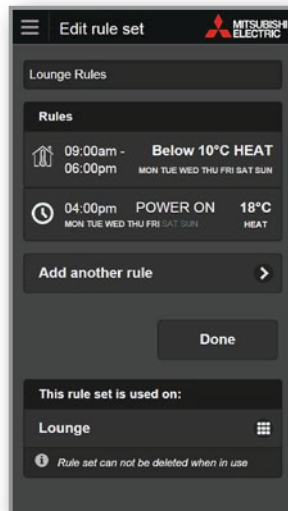 Edit rule set
MITSUBISHI
ELECTRIC
Lounge Rules
Rules
09:00am - Below 10°C HEAT
06:00pm MON TUE WED THU FRI SAT SUN
04:00pm POWER ON 18°C
MON TUE WED THU FRI SAT SUN HEAT
Add another rule
Done
This rule set is used on:
Lounge
Rule set can not be deleted when in use